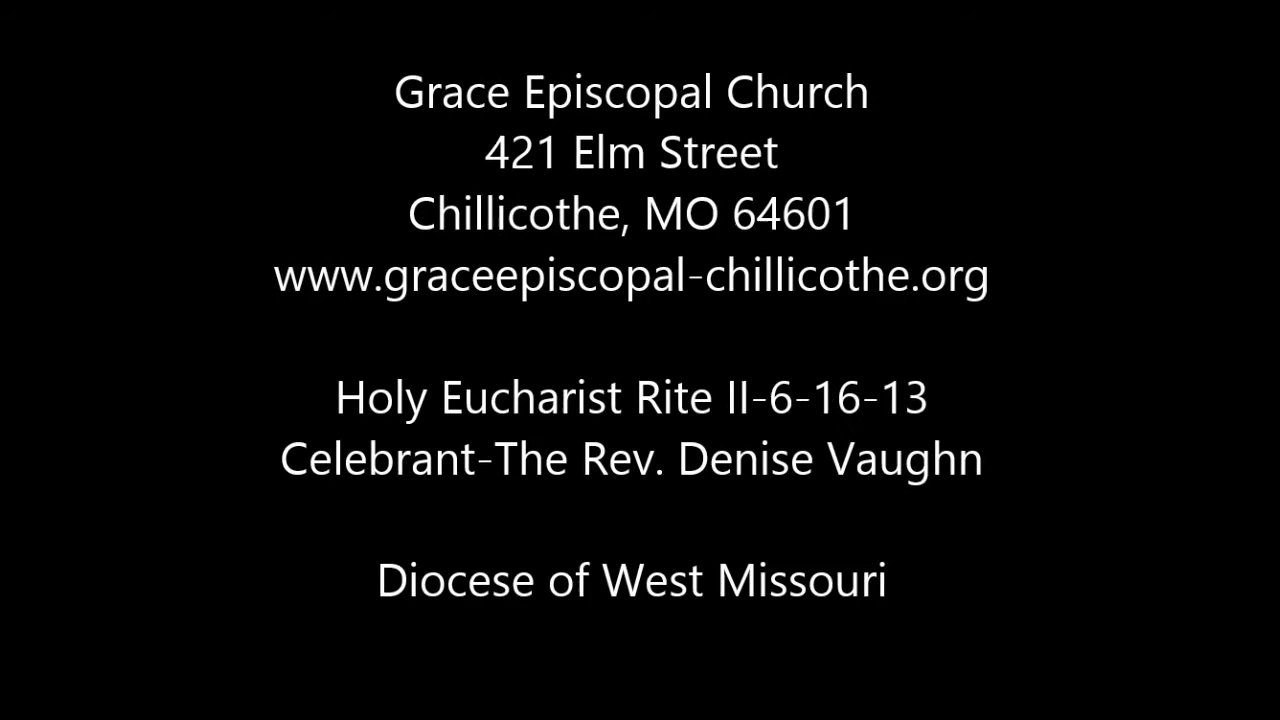 Grace Episcopal Church
421 Elm Street
Chillicothe, MO 64601
www.graceepiscopal-chillicothe.org
Holy Eucharist Rite II-6-16-13
Celebrant-The Rev. Denise Vaughn
Diocese of West Missouri